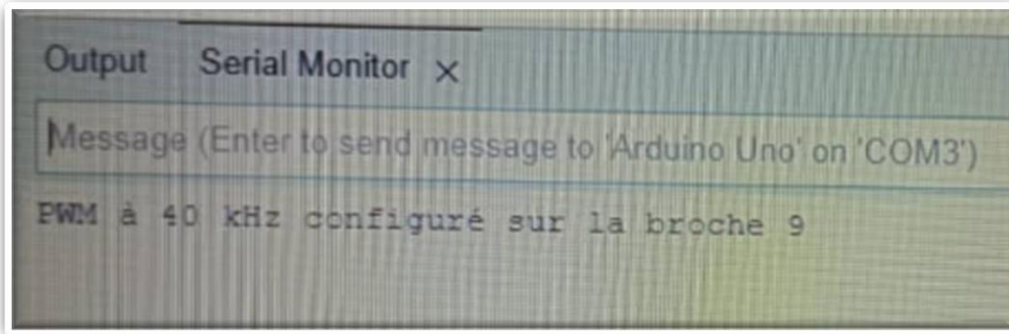 Output Serial Monitor ×
Message (Enter to send message to 'Arduino Uno' on 'COM3')
PWM à 40 kHz configuré sur la broche 9